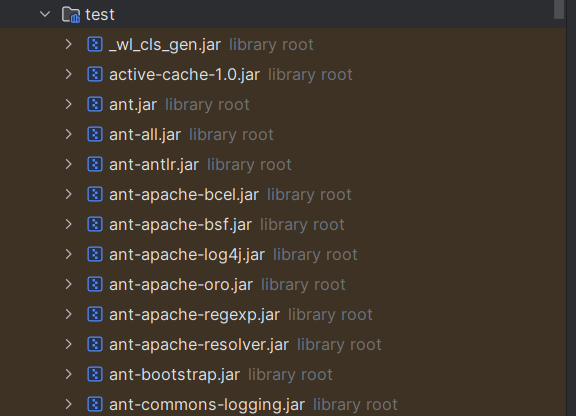 test
_wl_cls_gen.jar library root
active-cache-1.0.jar library root
ant.jar library root
ant-all.jar library root
ant-antlr.jar library root
ant-apache-bcel.jar library root
ant-apache-bsf.jar library root
ant-apache-log4j.jar library root
ant-apache-oro.jar library root
ant-apache-regexp.jar library root
ant-apache-resolver.jar library root
ant-bootstrap.jar library root
ant-commons-logging.jar library root